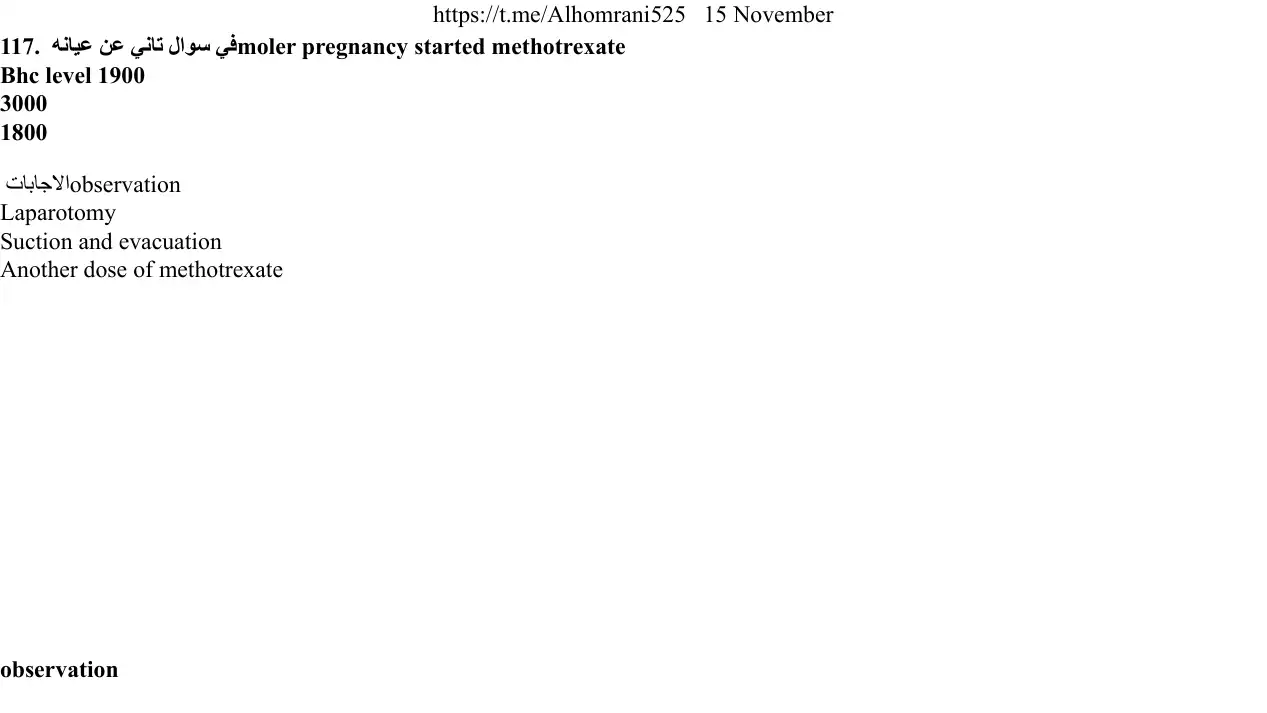 https://t.me/Alhomrani525 15 November
117. في سوال تاني عن عيانه moler pregnancy started methotrexate
Bhc level 1900
3000
1800
الاجابات observation
Laparotomy
Suction and evacuation
Another dose of methotrexate
observation